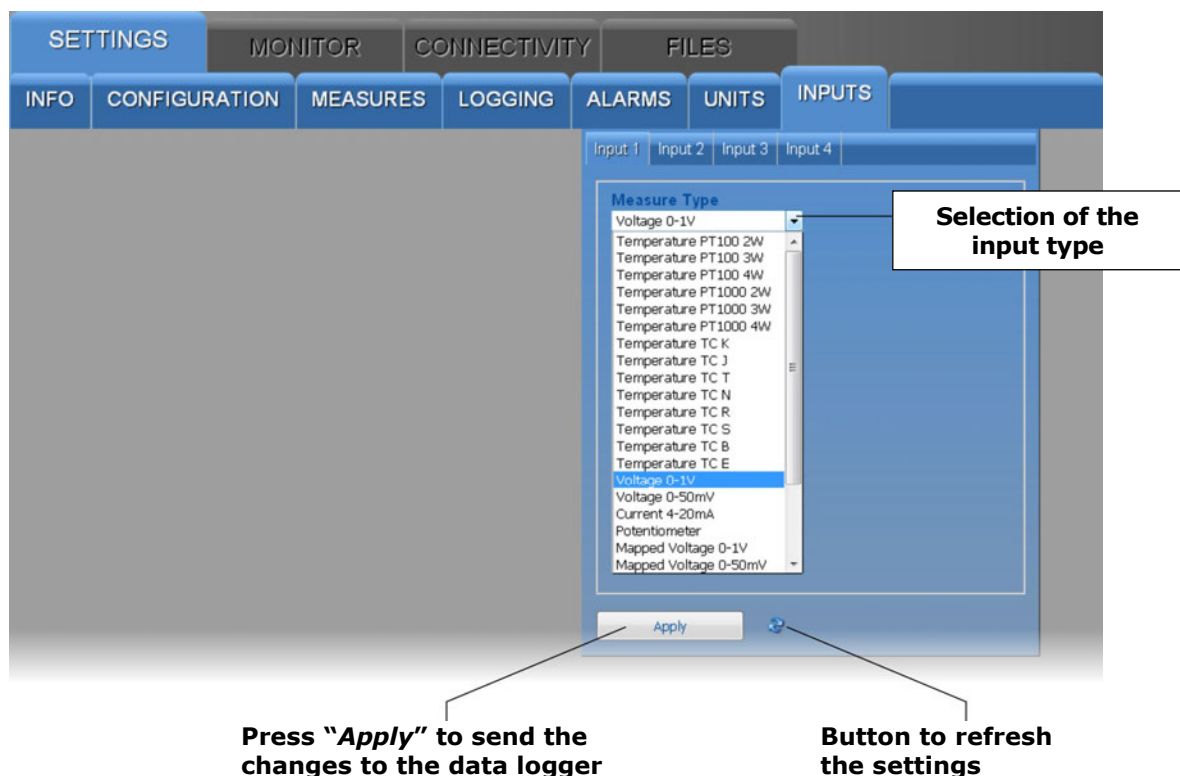 SETTINGS MONITOR CONNECTIVITY FILES
INFO CONFIGURATION MEASURES LOGGING ALARMS UNITS INPUTS
Input 1 Input 2 Input 3 Input 4
Measure Type
Voltage 0-1V
Temperature PT100 2W
Temperature PT100 3W
Temperature PT100 4W
Temperature PT1000 2W
Temperature PT1000 3W
Temperature PT1000 4W
Temperature TC K
Temperature TC J
Temperature TC T
Temperature TC N
Temperature TC R
Temperature TC S
Temperature TC B
Temperature TC E
Voltage 0-1V
Voltage 0-50mV
Current 4-20mA
Potentiometer
Mapped Voltage 0-1V
Mapped Voltage 0-50mV
Selection of the
input type
Apply
Press “Apply” to send the
changes to the data logger
Button to refresh
the settings